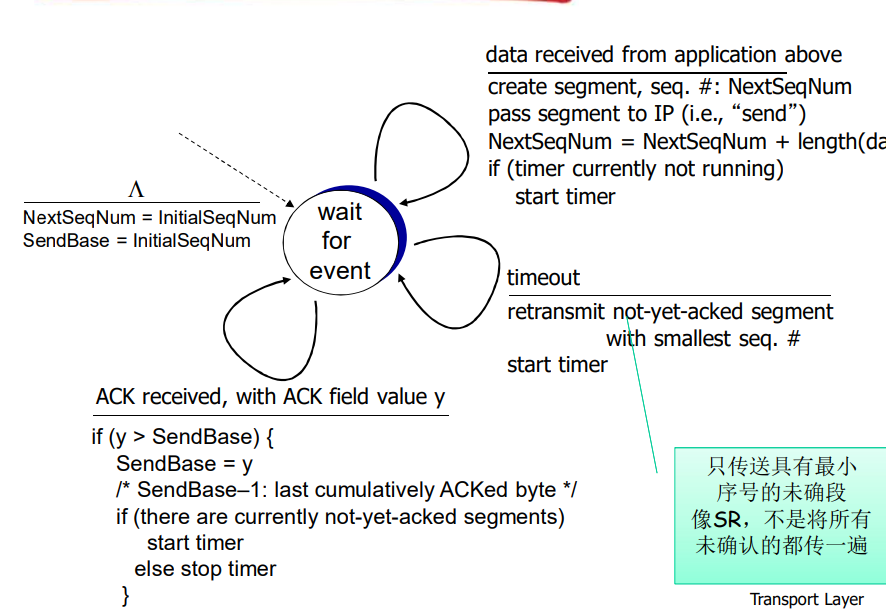 data received from application above
create segment, seq. #: NextSeqNum
pass segment to IP (i.e., “send”)
NextSeqNum = NextSeqNum + length(da
if (timer currently not running)
start timer
Λ
NextSeqNum = InitialSeqNum
SendBase = InitialSeqNum
wait
for
event
timeout
retransmit not-yet-acked segment
with smallest seq. #
start timer
ACK received, with ACK field value y
if (y > SendBase) {
SendBase = y
/* SendBase–1: last cumulatively ACKed byte */
if (there are currently not-yet-acked segments)
start timer
else stop timer
}
只传送具有最小
序号的未确段
像SR，不是将所有
未确认的都传一遍
Transport Layer